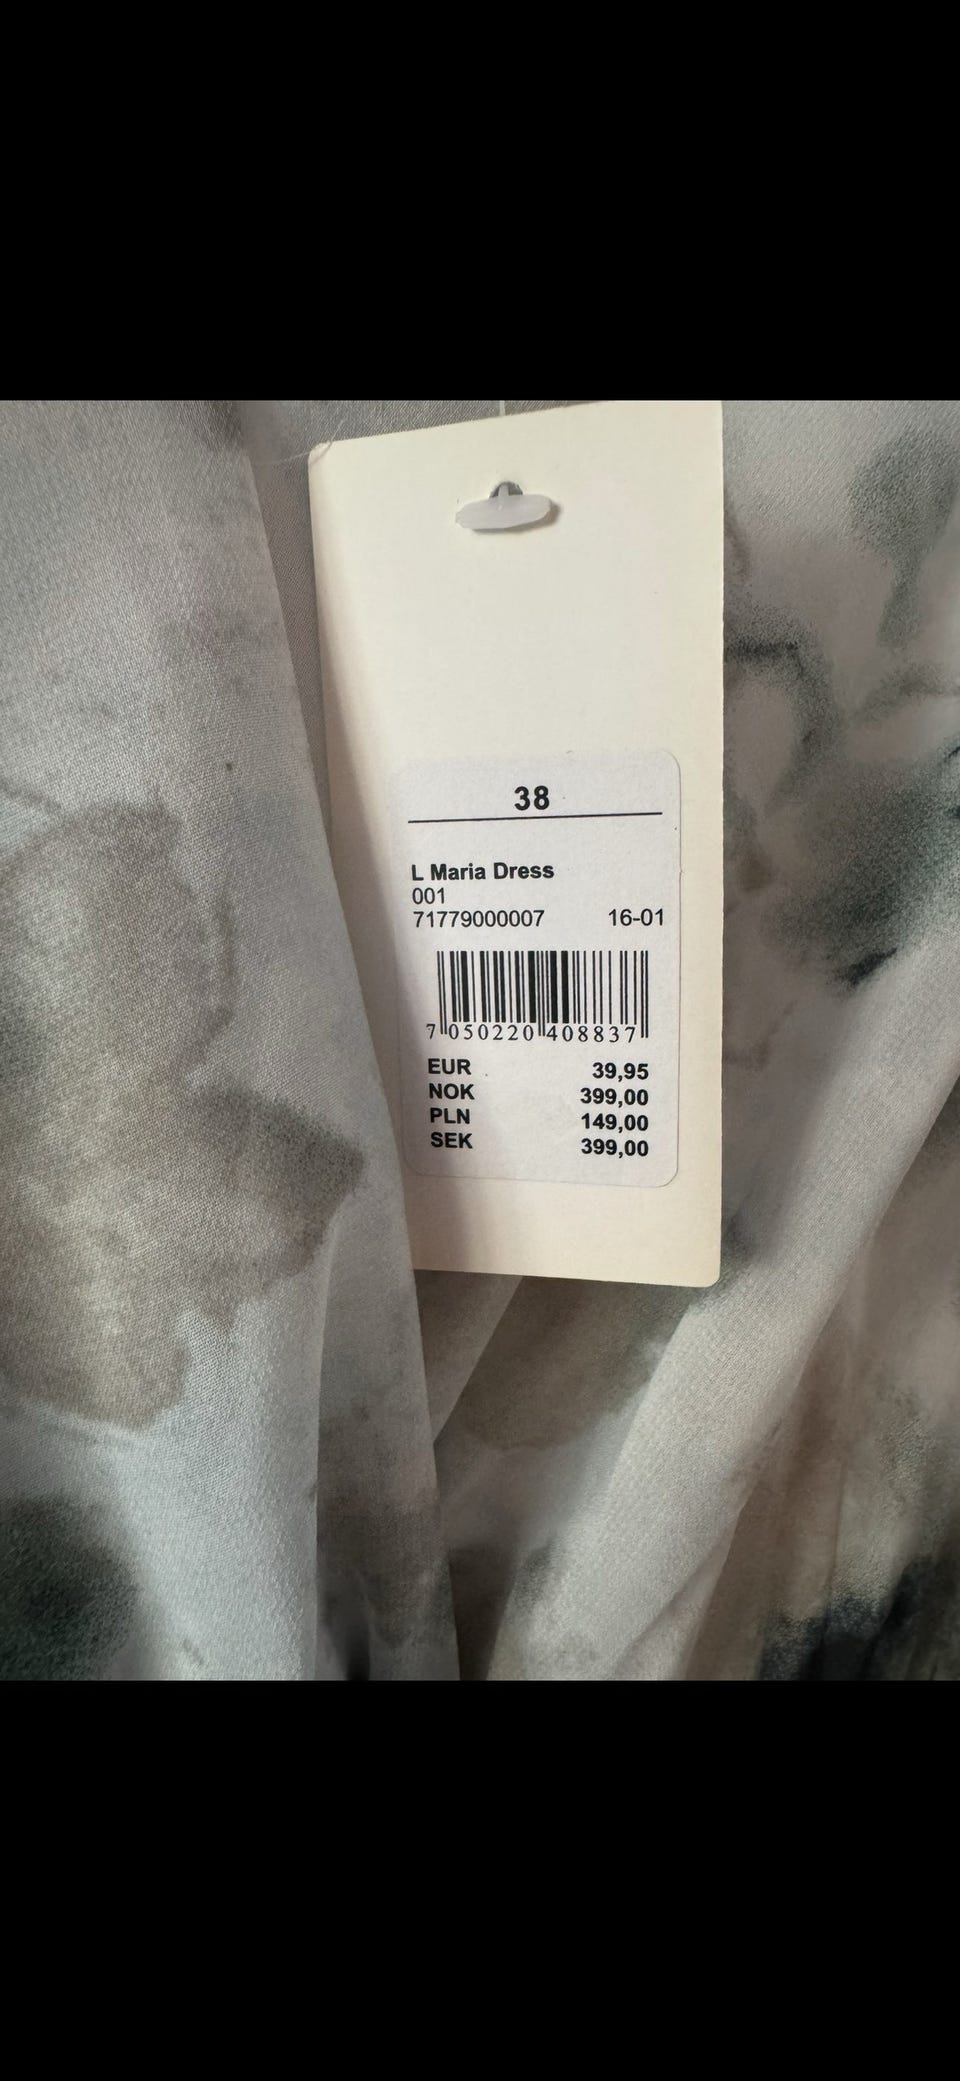 38
L Maria Dress
001
71779000007 16-01
7 050220 408837
EUR 39,95
NOK 399,00
PLN 149,00
SEK 399,00